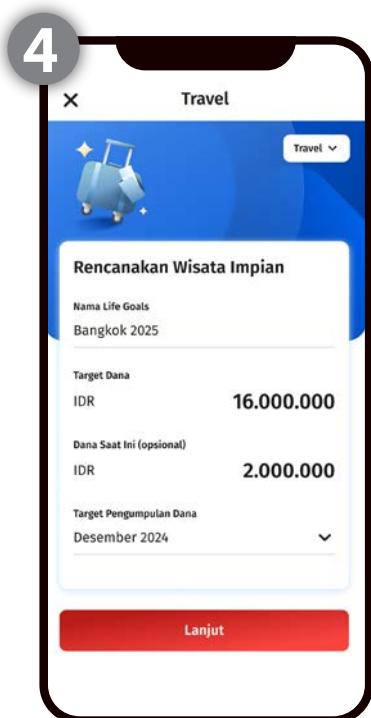 4
Travel
Travel
Rencanakan Wisata Impian
Nama Life Goals
Bangkok 2025
Target Dana
IDR 16.000.000
Dana Saat Ini (opsional)
IDR 2.000.000
Target Pengumpulan Dana
Desember 2024
Lanjut